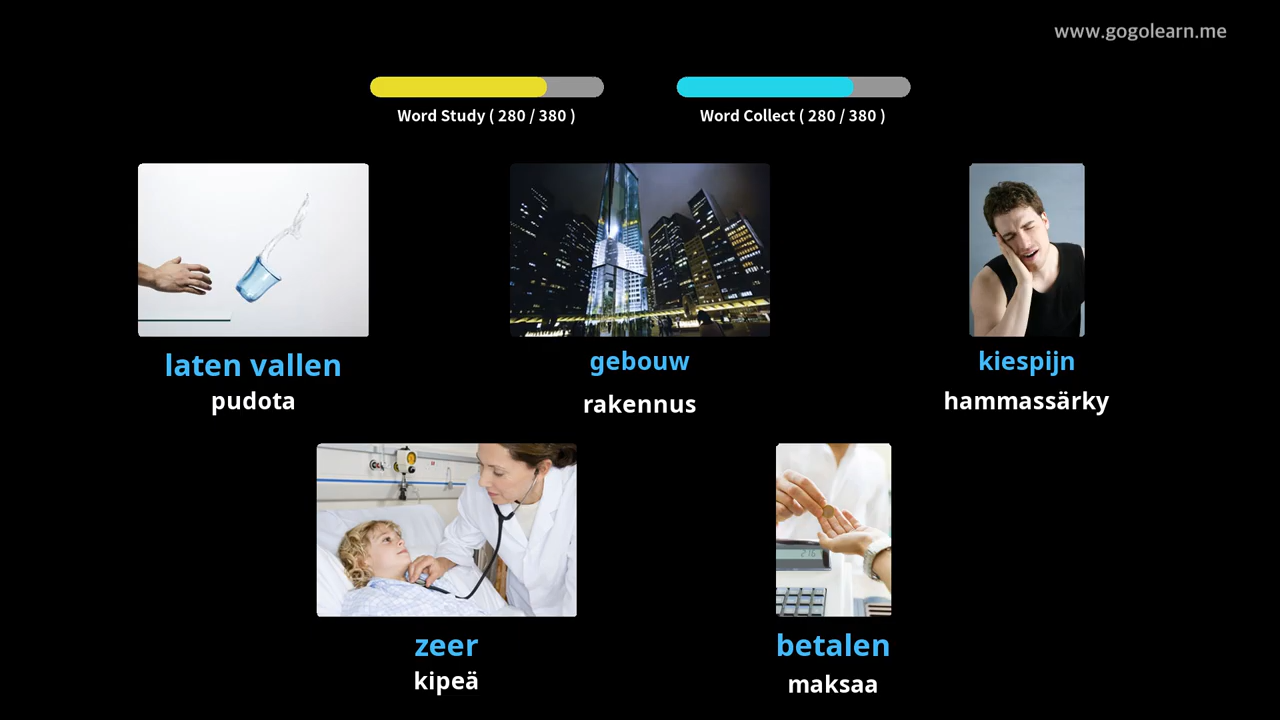 www.gogolearn.me
Word Study ( 280 / 380 )
Word Collect ( 280 / 380 )
laten vallen
pudota
gebouw
rakennus
kiespijn
hammassärky
zeer
kipeä
betalen
maksaa